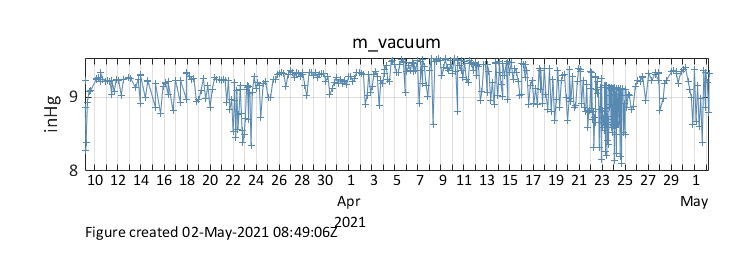 m_vacuum
inHg
9
8
10 12 14 16 18 20 22 24 26 28 30 1 3 5 7 9 11 13 15 17 19 21 23 25 27 29 1
Apr May
2021
Figure created 02-May-2021 08:49:06Z